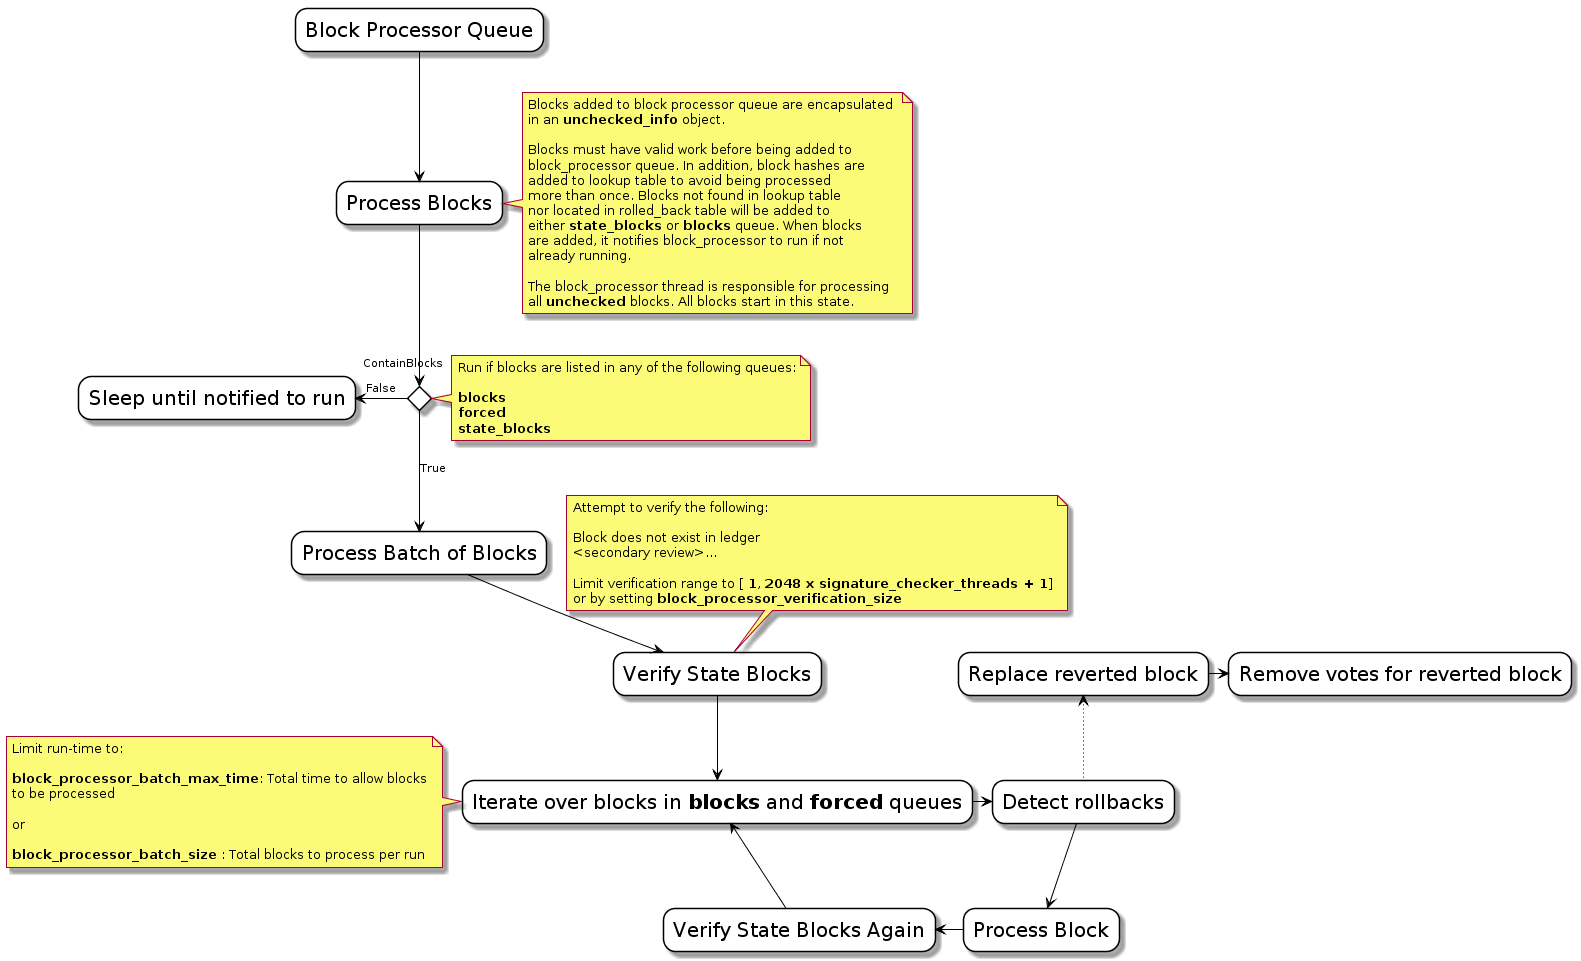 Block Processor Queue
Blocks added to block processor queue are encapsulated
in an unchecked_info object.
Blocks must have valid work before being added to
block_processor queue. In addition, block hashes are
added to lookup table to avoid being processed
more than once. Blocks not found in lookup table
nor located in rolled_back table will be added to
either state_blocks or blocks queue. When blocks
are added, it notifies block_processor to run if not
already running.
The block_processor thread is responsible for processing
all unchecked blocks. All blocks start in this state.
Process Blocks
ContainBlocks
Run if blocks are listed in any of the following queues:
blocks
forced
state_blocks
False
Sleep until notified to run
True
Attempt to verify the following:
Block does not exist in ledger
<secondary review>...
Limit verification range to [ 1, 2048 x signature_checker_threads + 1]
or by setting block_processor_verification_size
Process Batch of Blocks
Verify State Blocks
Replace reverted block
Remove votes for reverted block
Limit run-time to:
block_processor_batch_max_time: Total time to allow blocks
to be processed
or
block_processor_batch_size : Total blocks to process per run
Iterate over blocks in blocks and forced queues
Detect rollbacks
Verify State Blocks Again
Process Block